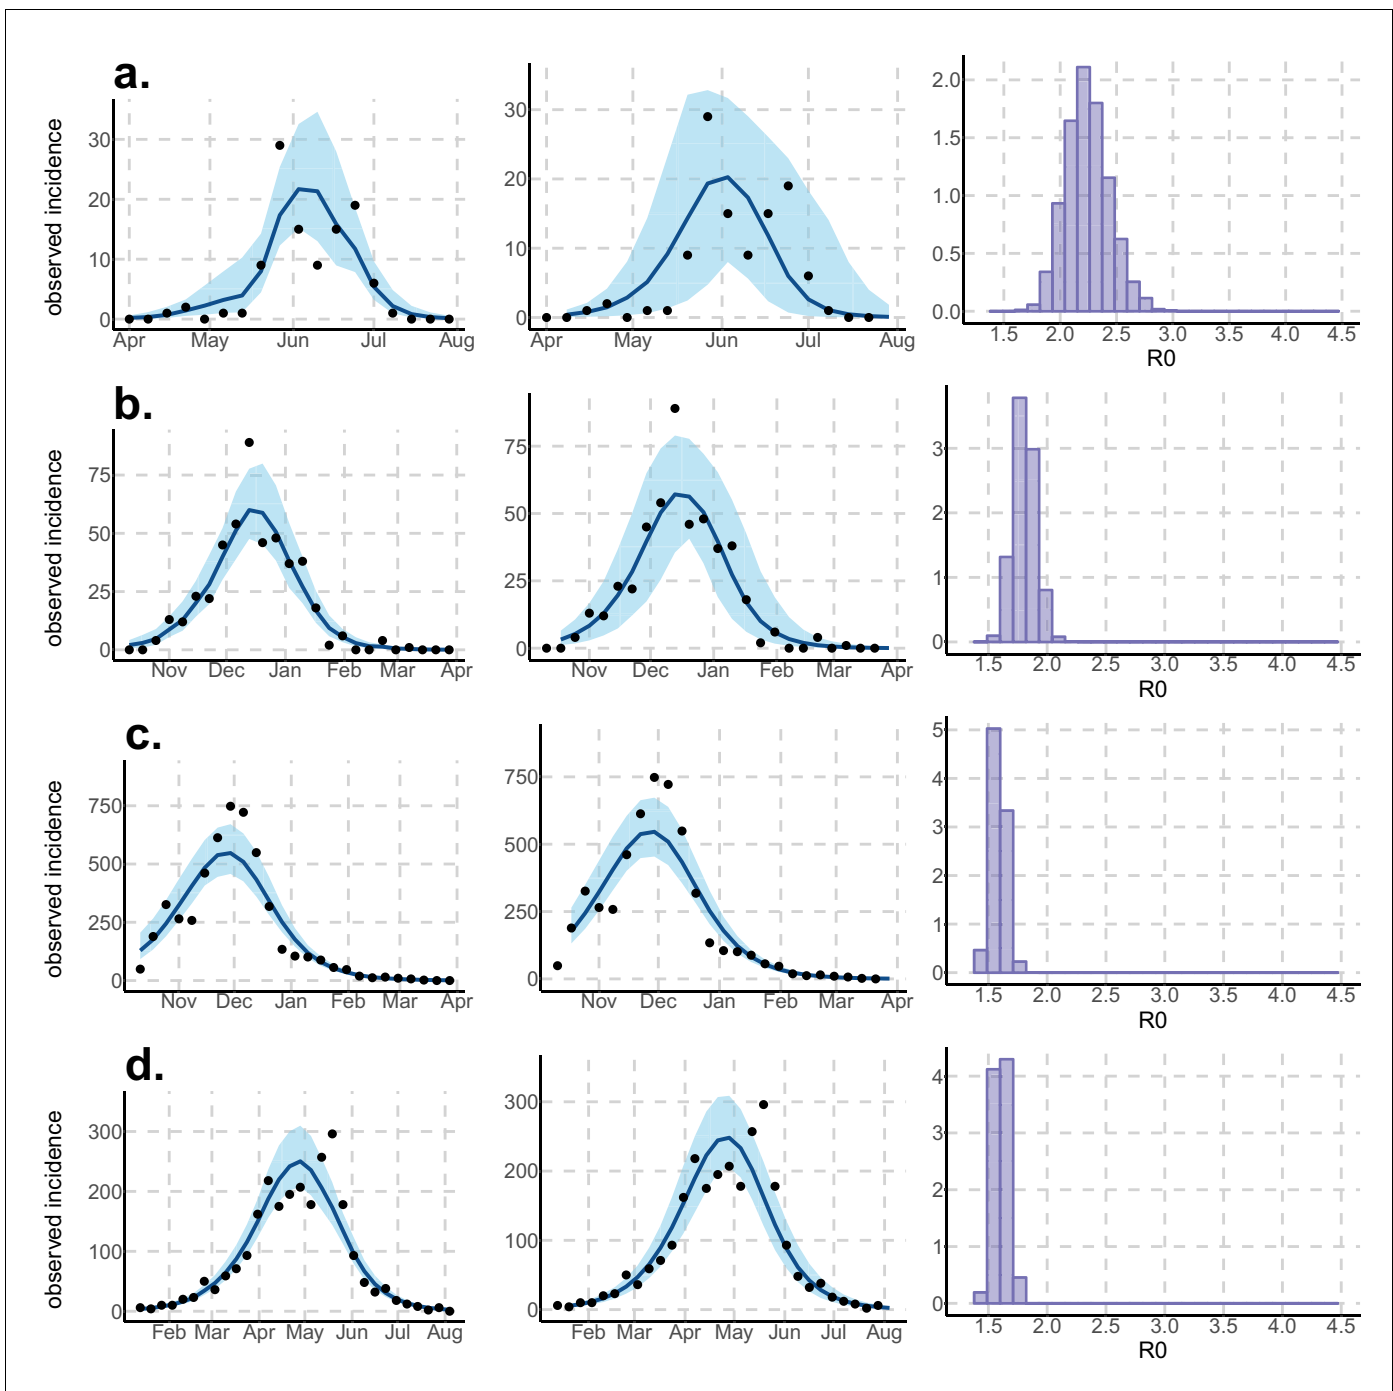 a.
observed incidence
30
20
10
0
Apr May Jun Jul Aug
30
20
10
0
Apr May Jun Jul Aug
2.0
1.5
1.0
0.5
0.0
1.5 2.0 2.5 3.0 3.5 4.0 4.5
R0
b.
observed incidence
75
50
25
0
Nov Dec Jan Feb Mar Apr
75
50
25
0
Nov Dec Jan Feb Mar Apr
3
2
1
0
1.5 2.0 2.5 3.0 3.5 4.0 4.5
R0
c.
observed incidence
750
500
250
0
Nov Dec Jan Feb Mar Apr
750
500
250
0
Nov Dec Jan Feb Mar Apr
5
4
3
2
1
0
1.5 2.0 2.5 3.0 3.5 4.0 4.5
R0
d.
observed incidence
300
200
100
0
Feb Mar Apr May Jun Jul Aug
300
200
100
0
Feb Mar Apr May Jun Jul Aug
4
3
2
1
0
1.5 2.0 2.5 3.0 3.5 4.0 4.5
R0